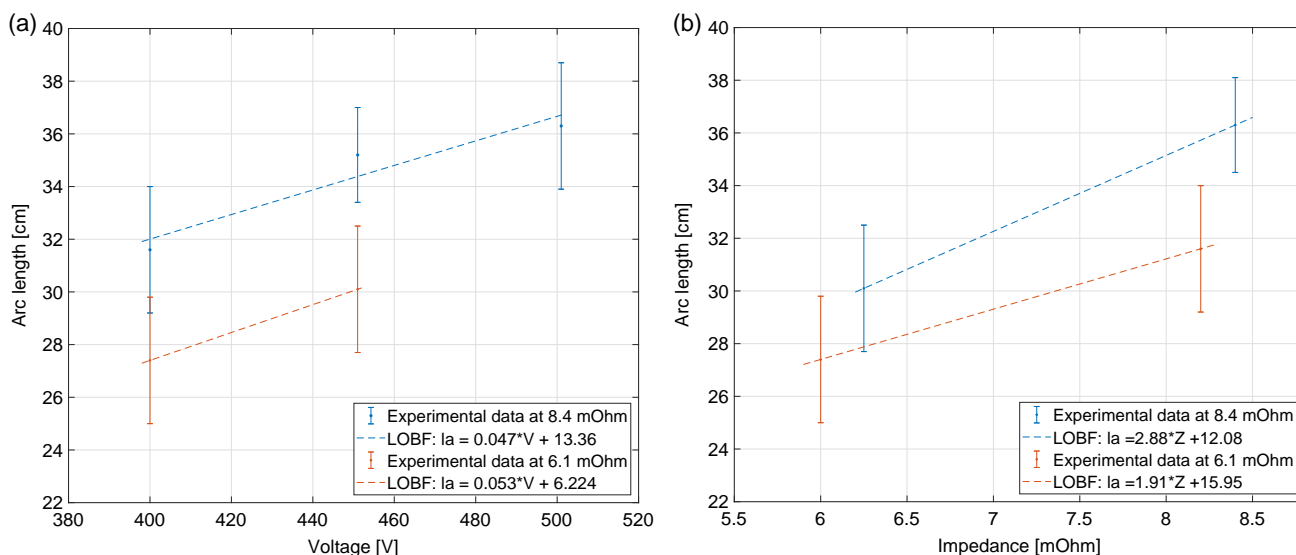 (a)
40
38
36
34
32
30
28
26
24
22
Arc length [cm]
380
400
420
440
460
480
500
520
Voltage [V]
Experimental data at 8.4 mOhm
LOBF: la = 0.047*V + 13.36
Experimental data at 6.1 mOhm
LOBF: la = 0.053*V + 6.224
(b)
40
38
36
34
32
30
28
26
24
22
Arc length [cm]
5.5
6
6.5
7
7.5
8
8.5
Impedance [mOhm]
Experimental data at 8.4 mOhm
LOBF: la =2.88*Z +12.08
Experimental data at 6.1 mOhm
LOBF: la =1.91*Z +15.95